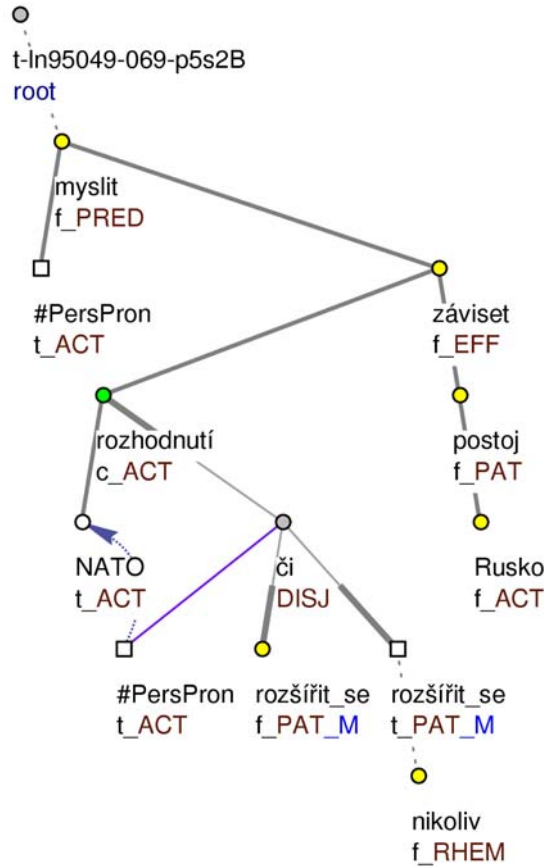 t-ln95049-069-p5s2B
root
myslit
f_PRED
#PersPron
t_ACT
záviset
f_EFF
rozhodnutí
c_ACT
postoj
f_PAT
NATO
t_ACT
či
DISJ
Rusko
f_ACT
#PersPron
t_ACT
rozšířit_se
f_PAT_M
rozšířit_se
t_PAT_M
nikoliv
f_RHEM